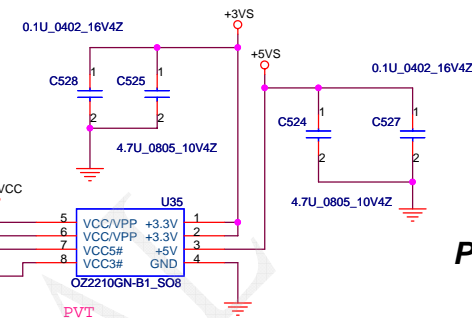 +3VS
0.1U_0402_16V4Z
+5VS
0.1U_0402_16V4Z
1 1
C528 C525
2 2
1 1
C524 C527
2 2
4.7U_0805_10V4Z
4.7U_0805_10V4Z
VCC
U35
5 VCC/VPP +3.3V 1
6 VCC/VPP +3.3V 2
7 VCC5# +5V 3
8 VCC3# GND 4
OZ2210GN-B1_SO8
P
PVT